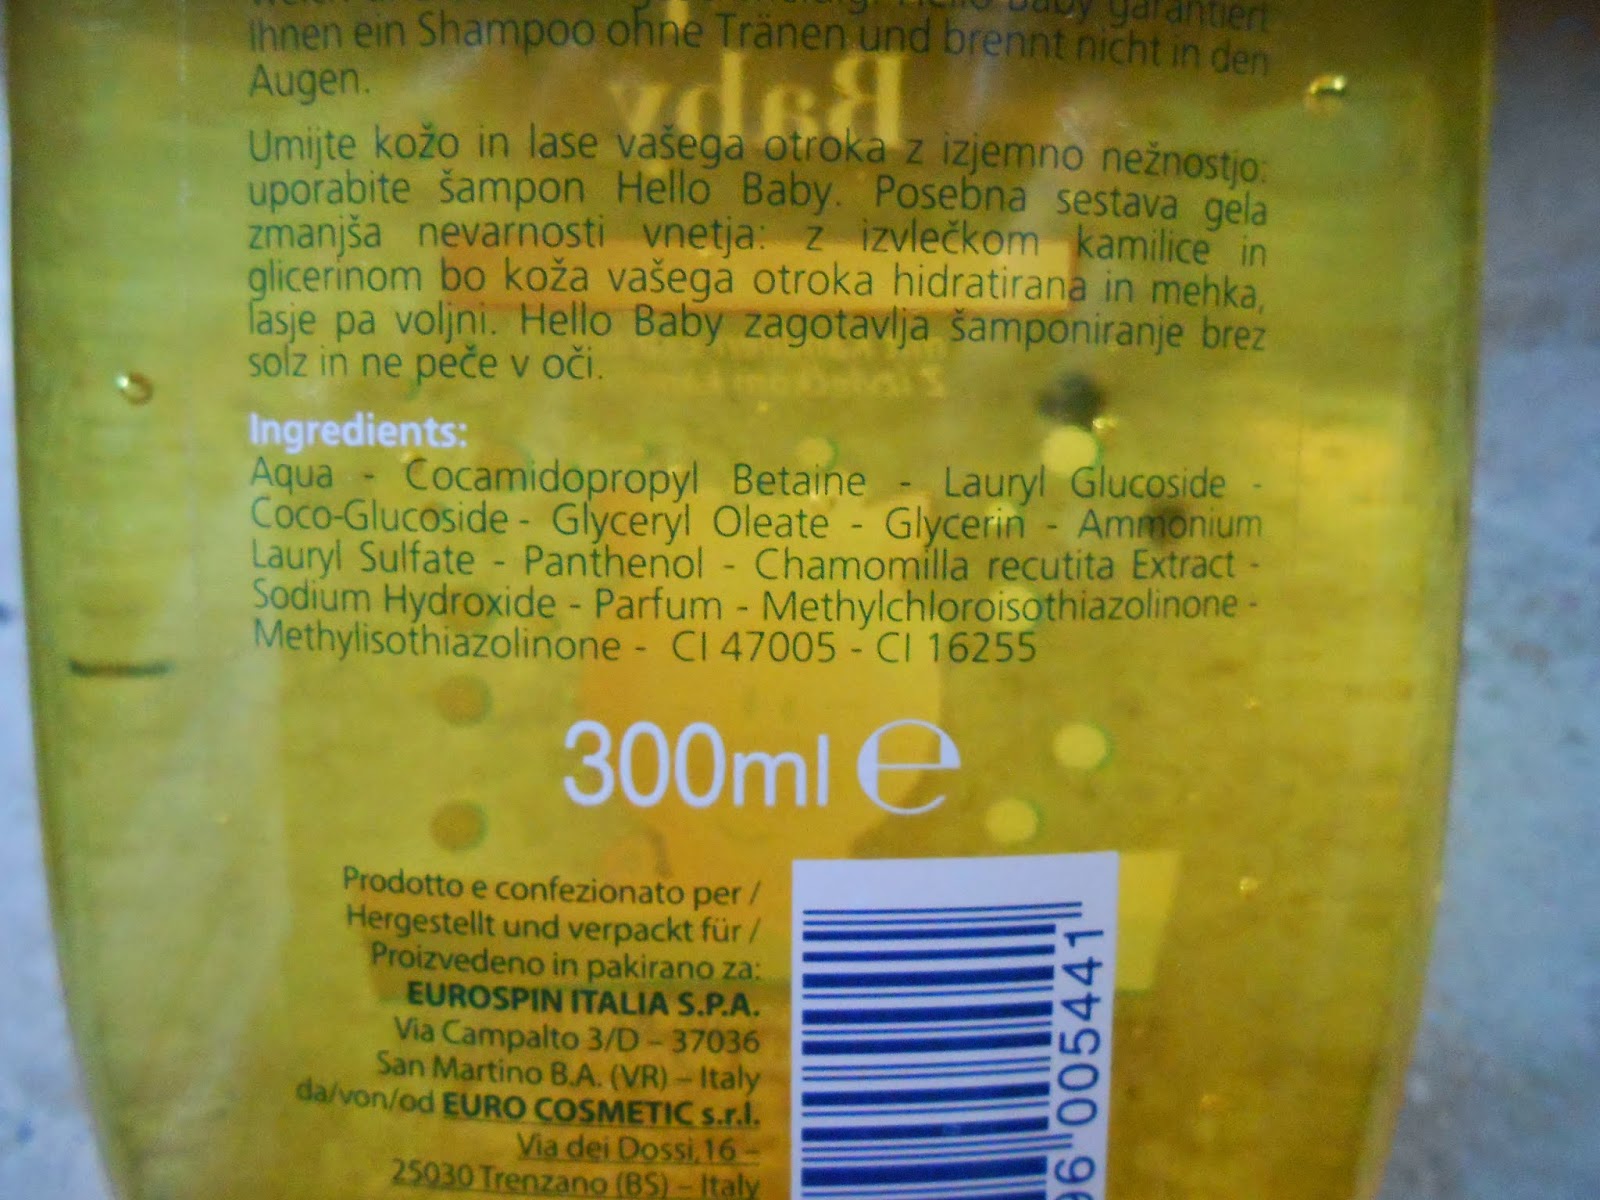 Hello Baby garantiert
Ihnen ein Shampoo ohne Tränen und brennt nicht in den
Augen.
Baby
Umijte kožo in lase vašega otroka z izjemno nežnostjo:
uporabite šampon Hello Baby. Posebna sestava gela
zmanjša nevarnosti vnetja: z izvlečkom kamilice in
glicerinom bo koža vašega otroka hidratirana in mehka,
lasje pa voljni. Hello Baby zagotavlja šamponiranje brez
solz in ne peče v oči.
Ingredients:
Aqua - Cocamidopropyl Betaine - Lauryl Glucoside -
Coco-Glucoside - Glyceryl Oleate - Glycerin - Ammonium
Lauryl Sulfate - Panthenol - Chamomilla recutita Extract -
Sodium Hydroxide - Parfum - Methylchloroisothiazolinone -
Methylisothiazolinone - CI 47005 - CI 16255
300ml e
Prodotto e confezionato per /
Hergestellt und verpackt für /
Proizvedeno in pakirano za:
EUROSPIN ITALIA S.P.A.
Via Campalto 3/D – 37036
San Martino B.A. (VR) – Italy
da/von/od EURO COSMETIC s.r.l.
Via dei Dossi,16 –
25030 Trenzano (BS) – Italy
96 005441